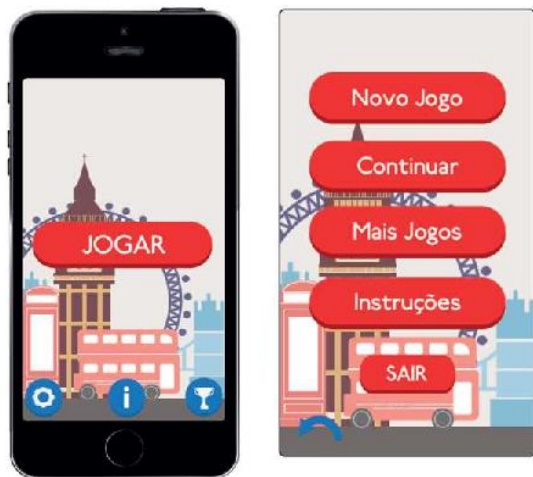 JOGAR
i
Novo Jogo
Continuar
Mais Jogos
Instruções
SAIR